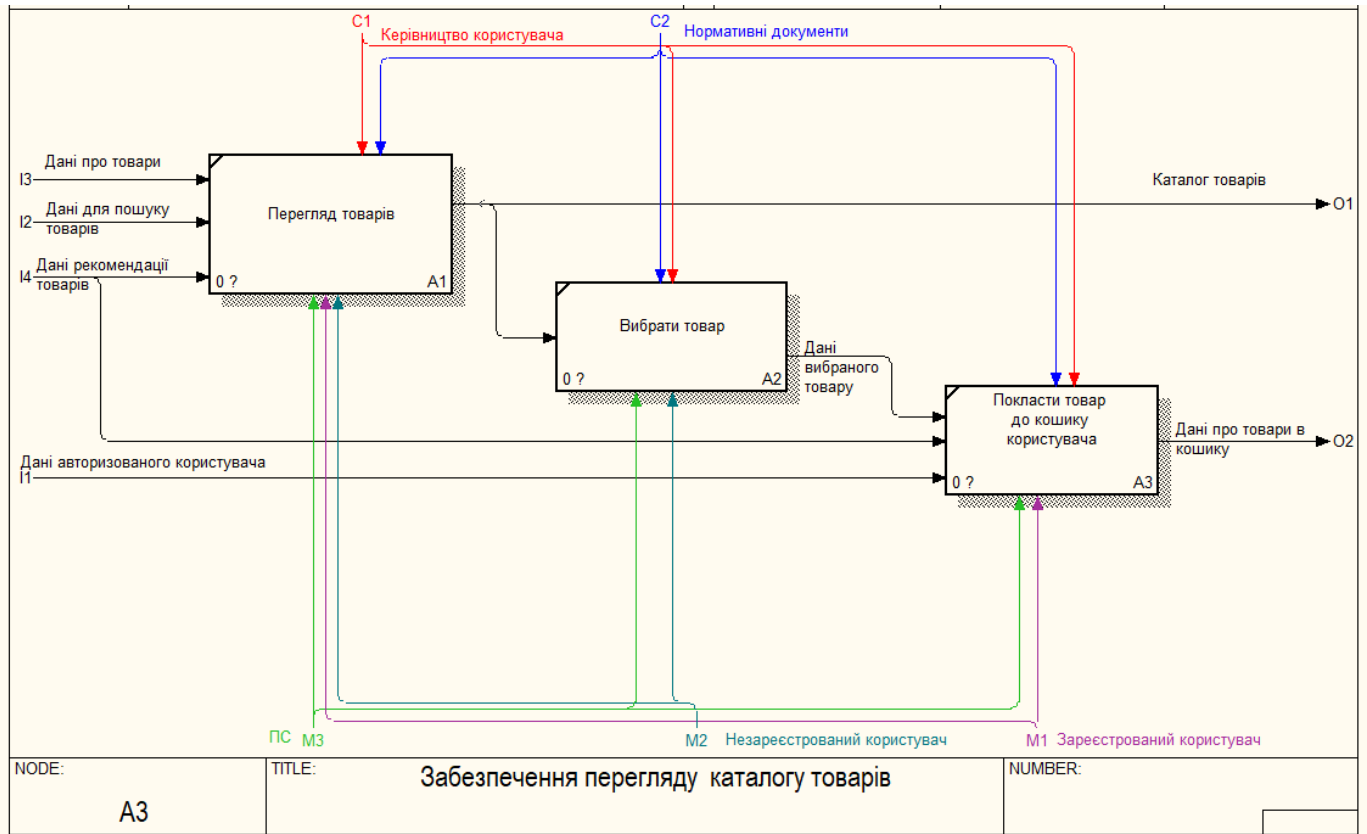 C1
Керівництво користувача
C2
Нормативні документи
Дані про товари
I3
Дані для пошуку
I2
товарів
Дані рекомендації
I4
товарів
Перегляд товарів
0 ?
A1
Каталог товарів
O1
Вибрати товар
0 ?
A2
Дані
вибраного
товару
Покласти товар
до кошику
користувача
0 ?
A3
Дані про товари в
кошику
O2
Дані авторизованого користувача
I1
ПС
M3
M2
Незареєстрований користувач
M1
Зареєстрований користувач
NODE:
A3
TITLE:
Забезпечення перегляду каталогу товарів
NUMBER: